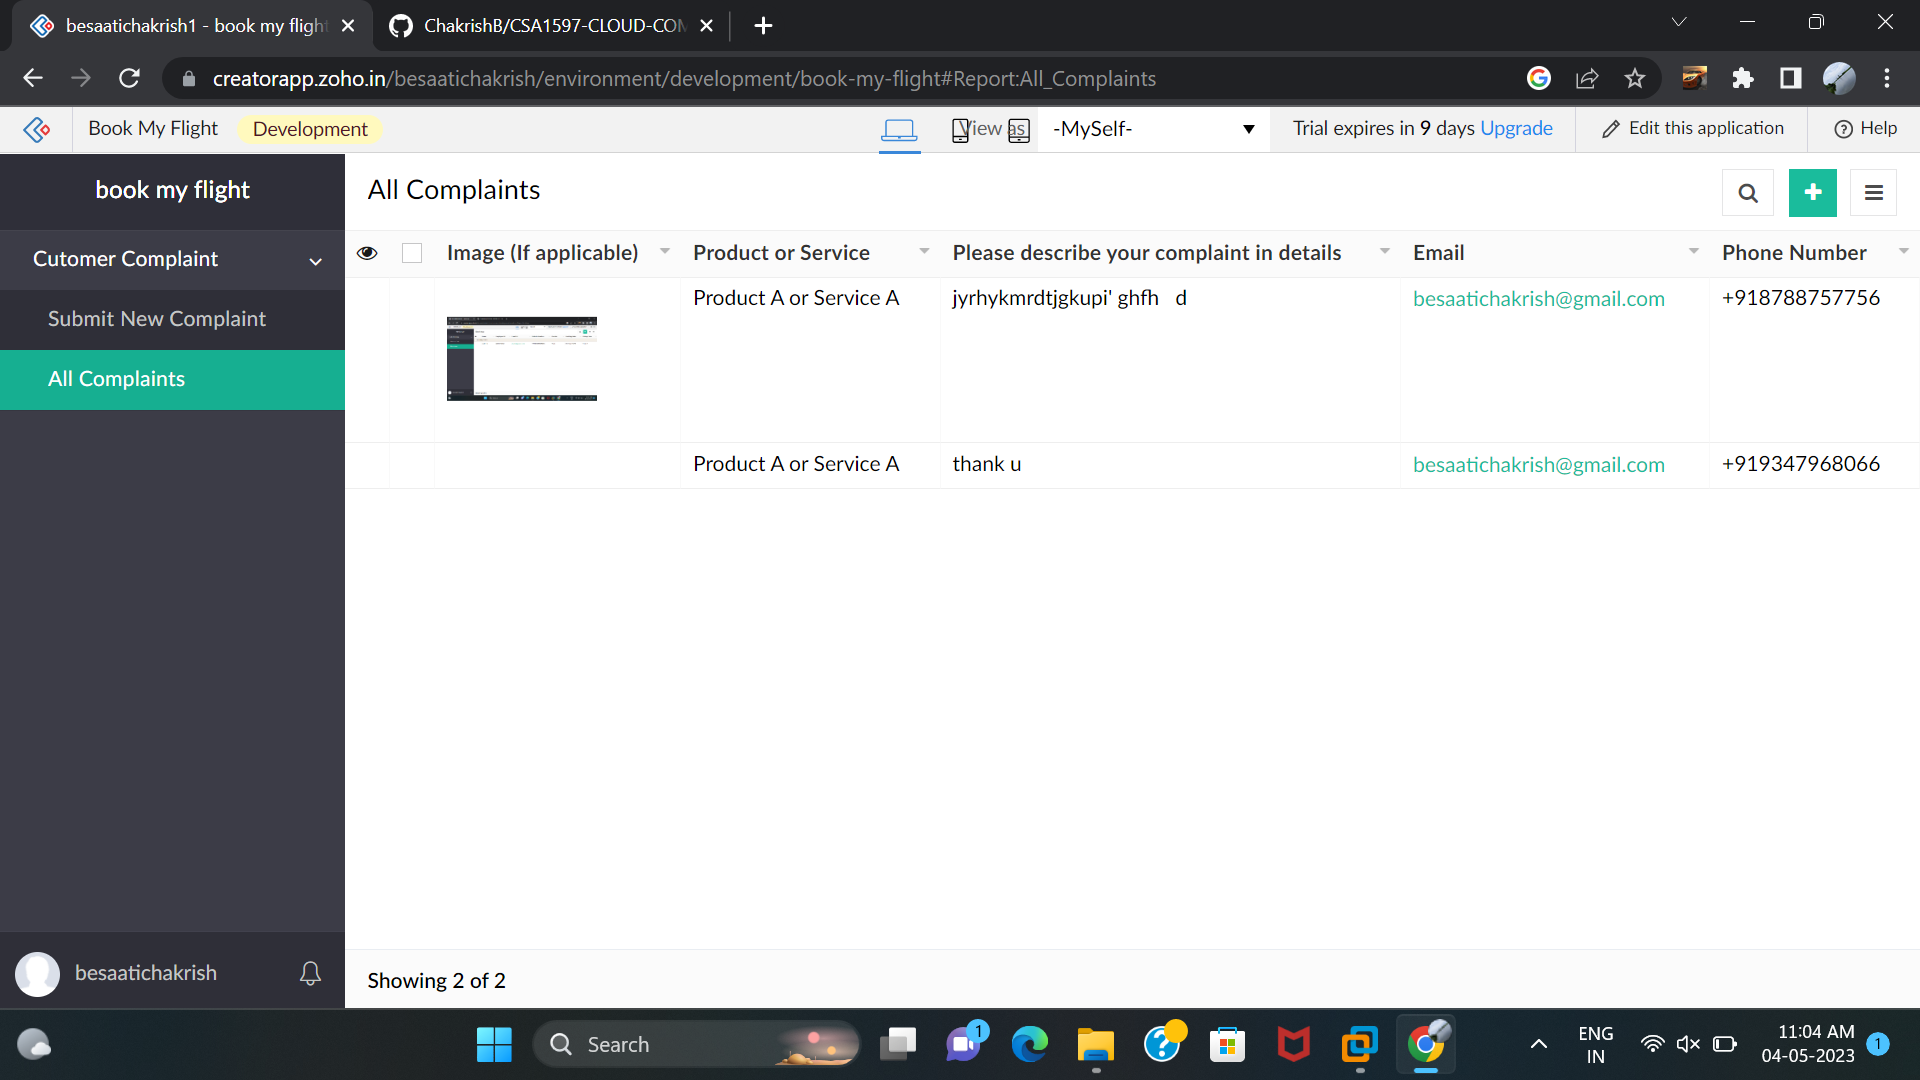 besaatichakrish1 - book my fligh
ChakrishB/CSA1597-CLOUD-COM
creatorapp.zoho.in/besaatichakrish/environment/development/book-my-flight#Report:All_Complaints
Book My Flight
Development
View as
-MySelf-
Trial expires in 9 days Upgrade
Edit this application
Help
book my flight
Cutomer Complaint
Submit New Complaint
All Complaints
All Complaints
Image (If applicable) Product or Service Please describe your complaint in details Email Phone Number
Product A or Service A jyrhykmrdtjgkupi' ghfh d besaatichakrish@gmail.com +918788757756
Product A or Service A thank u besaatichakrish@gmail.com +919347968066
besaatichakrish
Showing 2 of 2
Search
1
ENG
IN
11:04 AM
04-05-2023
1